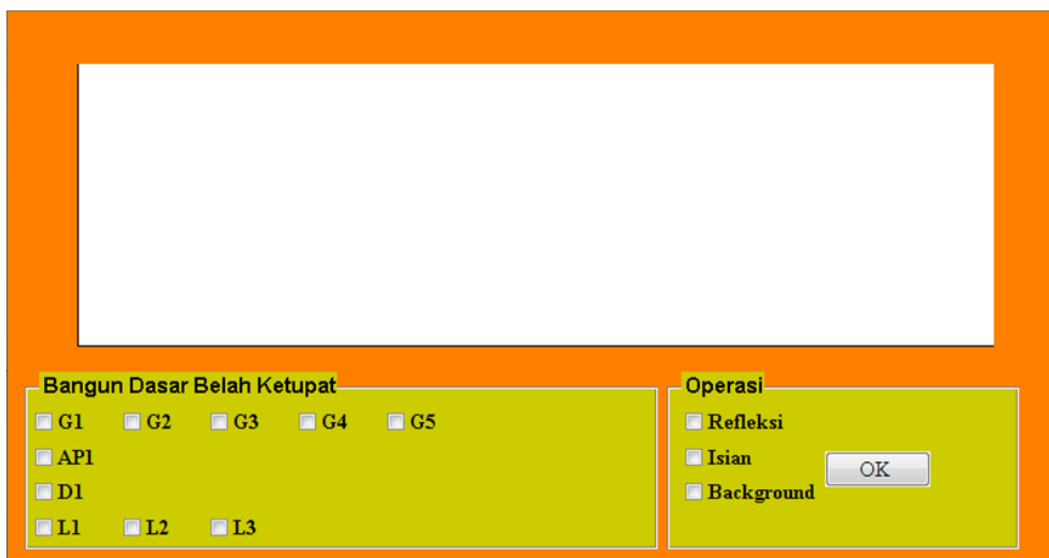 Bangun Dasar Belah Ketupat
G1 G2 G3 G4 G5
AP1
D1
L1 L2 L3
Operasi
Refleksi
Isian
OK
Background